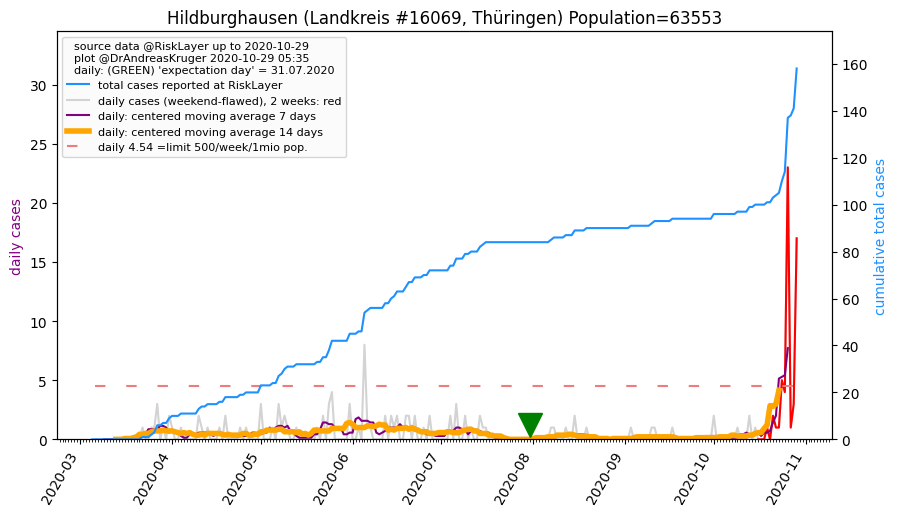 Hildburghausen (Landkreis #16069, Thüringen) Population=63553
source data @RiskLayer up to 2020-10-29
plot @DrAndreasKruger 2020-10-29 05:35
daily: (GREEN) 'expectation day' = 31.07.2020
total cases reported at RiskLayer
daily cases (weekend-flawed), 2 weeks: red
daily: centered moving average 7 days
daily: centered moving average 14 days
daily 4.54 =limit 500/week/1mio pop.
daily cases
30
25
20
15
10
5
0
160
140
120
100
80
60
40
20
0
cumulative total cases
2020-03
2020-04
2020-05
2020-06
2020-07
2020-08
2020-09
2020-10
2020-11